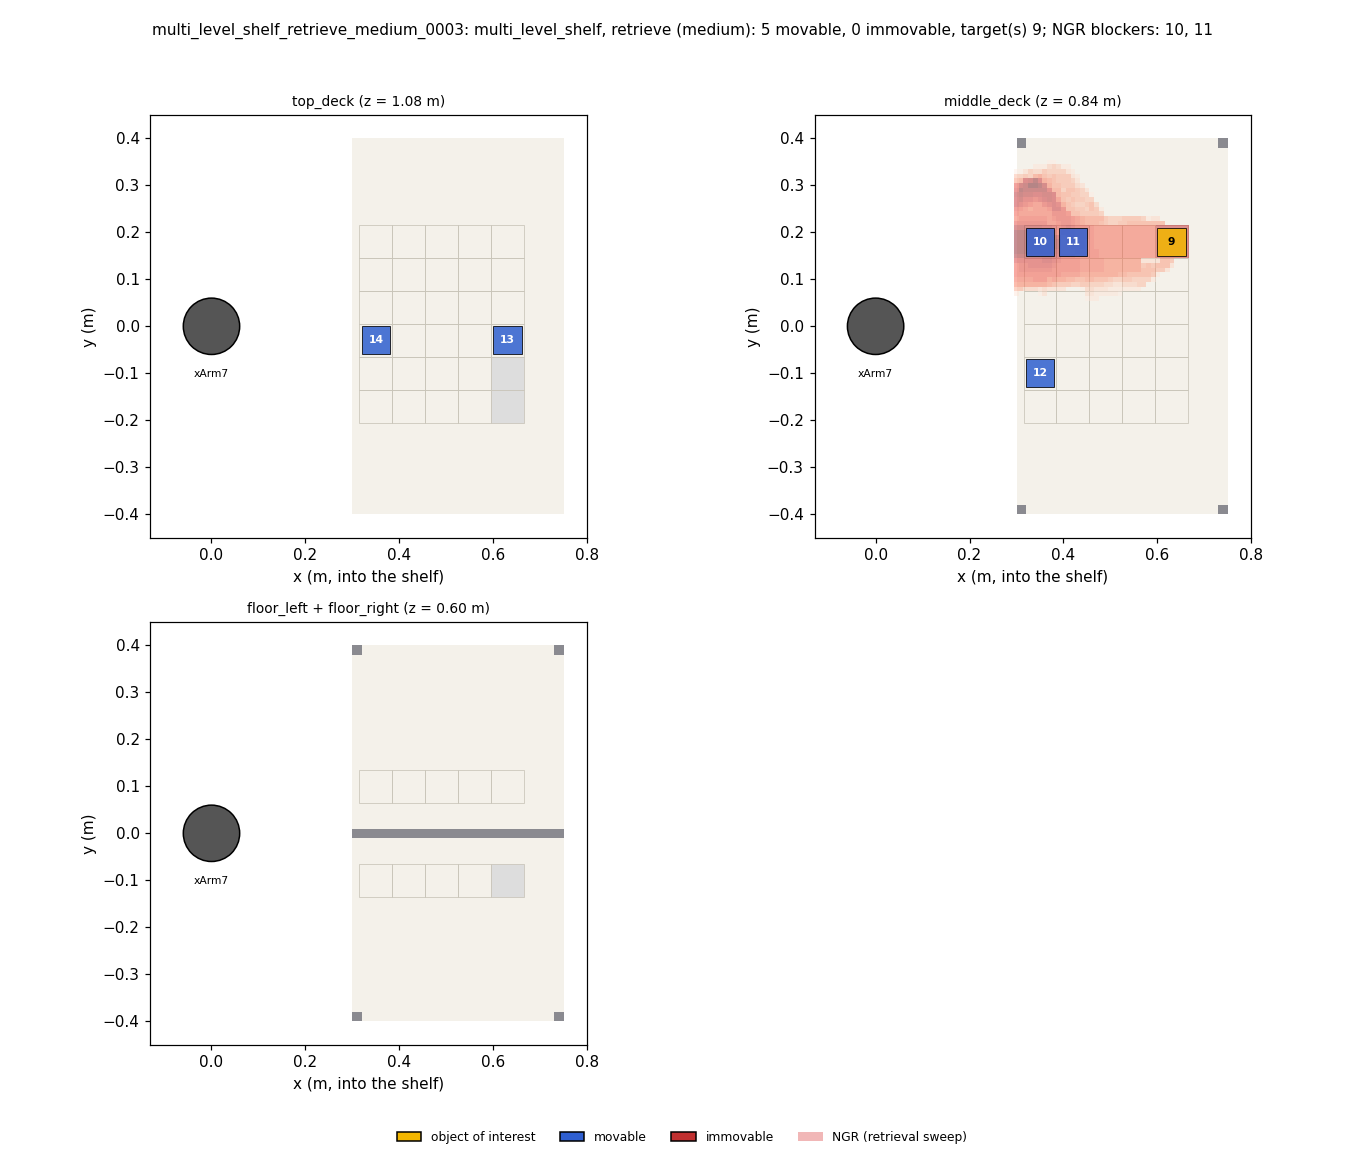 multi_level_shelf_retrieve_medium_0003: multi_level_shelf, retrieve (medium): 5 movable, 0 immovable, target(s) 9; NGR blockers: 10, 11
top_deck (z = 1.08 m)
0.4
0.3
0.2
0.1
0.0
−0.1
−0.2
−0.3
−0.4
y (m)
xArm7
14
13
0.0
0.2
0.4
0.6
0.8
x (m, into the shelf)
middle_deck (z = 0.84 m)
0.4
0.3
0.2
0.1
0.0
−0.1
−0.2
−0.3
−0.4
y (m)
xArm7
10
11
9
12
0.0
0.2
0.4
0.6
0.8
x (m, into the shelf)
floor_left + floor_right (z = 0.60 m)
0.4
0.3
0.2
0.1
0.0
−0.1
−0.2
−0.3
−0.4
y (m)
xArm7
0.0
0.2
0.4
0.6
0.8
x (m, into the shelf)
object of interest
movable
immovable
NGR (retrieval sweep)